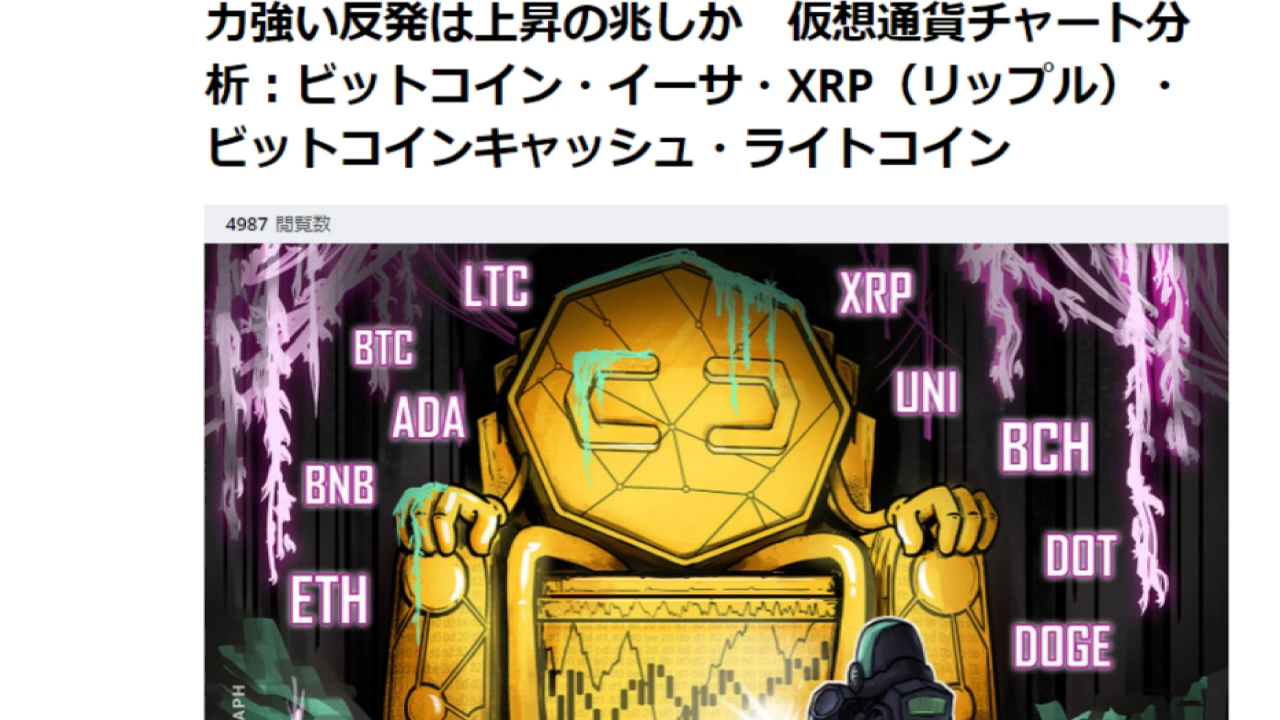 力強い反発は上昇の兆しか　仮想通貨チャート分
析：ビットコイン・イーサ・XRP（リップル）・
ビットコインキャッシュ・ライトコイン
4987 閲覧数
LTC
XRP
BTC
UNI
ADA
BCH
BNB
DOT
ETH
DOGE